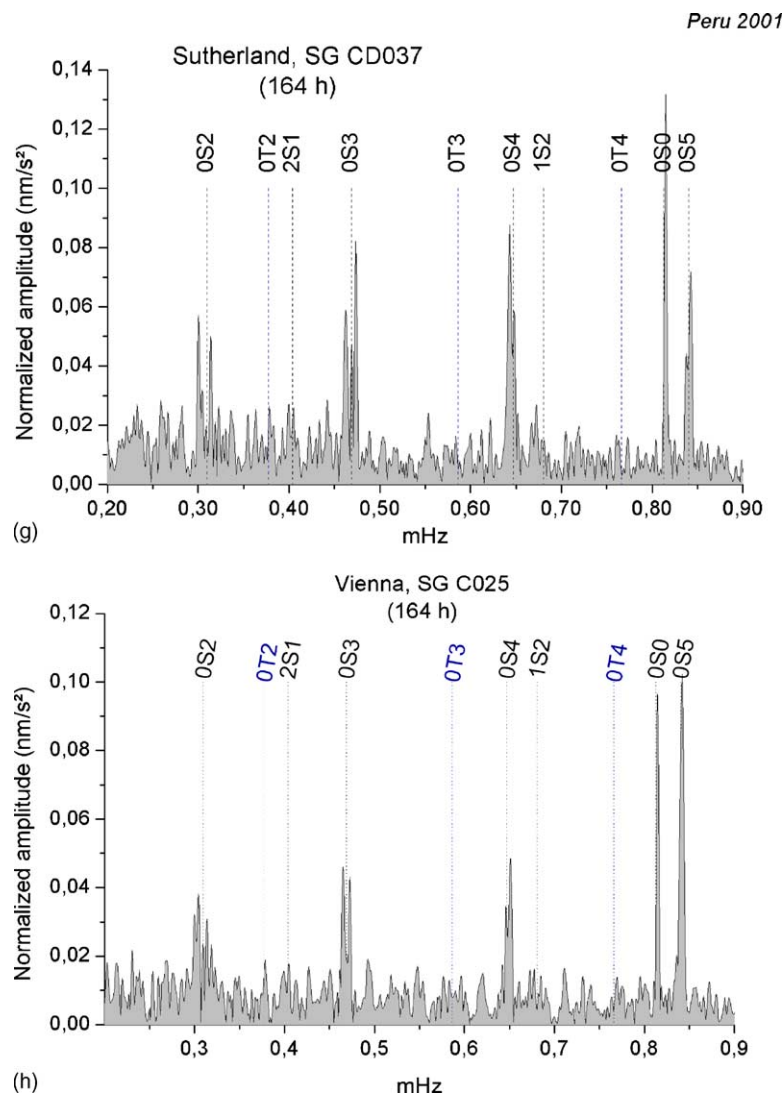 Peru 2001
Sutherland, SG CD037
(164 h)
0,14
0,12
0,10
0,08
0,06
0,04
0,02
0,00
Normalized amplitude (nm/s²)
0S2
0T2
2S1
0S3
0T3
0S4
1S2
0T4
0S0
0S5
0,20 0,30 0,40 0,50 0,60 0,70 0,80 0,90
mHz
(g)
Vienna, SG C025
(164 h)
0,12
0,10
0,08
0,06
0,04
0,02
0,00
Normalized amplitude (nm/s²)
0S2
0T2
2S1
0S3
0T3
0S4
1S2
0T4
0S0
0S5
0,3 0,4 0,5 0,6 0,7 0,8 0,9
mHz
(h)